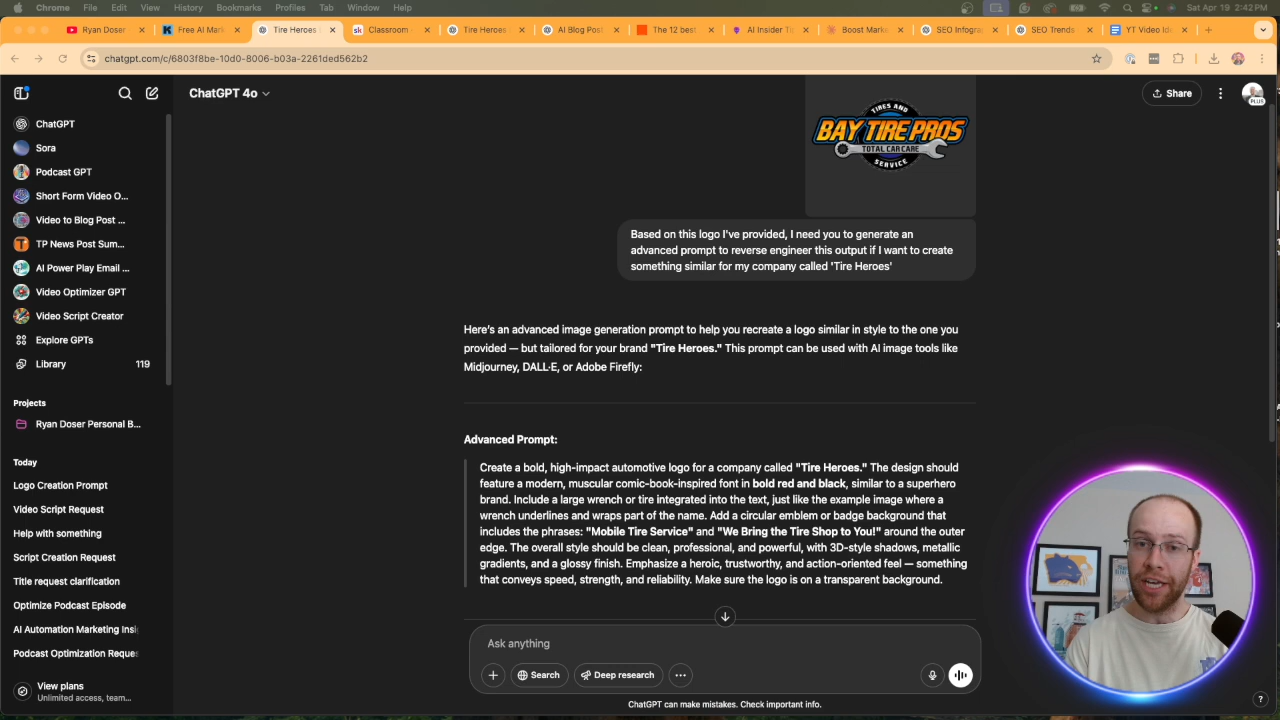 Chrome File Edit View History Bookmarks Profiles Tab Window Help
Sat Apr 19 2:42 PM
Ryan Doser
Free AI Mark
Tire Heroes
Classroom
Tire Heroes
AI Blog Post
The 12 best
AI Insider Ti
Boost Marke
SEO Infogra
SEO Trends
YT Video Ide
chatgpt.com/c/6803f8be-10d0-8006-b03a-2261ded562b2
ChatGPT 4o
Share
PLUS
ChatGPT
Sora
Podcast GPT
Short Form Video O...
Video to Blog Post ...
TP News Post Sum...
AI Power Play Email ...
Video Optimizer GPT
Video Script Creator
Explore GPTs
Library 119
Projects
Ryan Doser Personal B...
Today
Logo Creation Prompt
Video Script Request
Help with something
Script Creation Request
Title request clarification
Optimize Podcast Episode
AI Automation Marketing Insi
Podcast Optimization Reques
View plans
Unlimited access, team...
TIRES AND
BAY TIRE PROS
TOTAL CAR CARE
SERVICE
Based on this logo I've provided, I need you to generate an
advanced prompt to reverse engineer this output if I want to create
something similar for my company called 'Tire Heroes'
Here's an advanced image generation prompt to help you recreate a logo similar in style to the one you
provided — but tailored for your brand "Tire Heroes." This prompt can be used with AI image tools like
Midjourney, DALL·E, or Adobe Firefly:
Advanced Prompt:
Create a bold, high-impact automotive logo for a company called "Tire Heroes." The design should
feature a modern, muscular comic-book-inspired font in bold red and black, similar to a superhero
brand. Include a large wrench or tire integrated into the text, just like the example image where a
wrench underlines and wraps part of the name. Add a circular emblem or badge background that
includes the phrases: "Mobile Tire Service" and "We Bring the Tire Shop to You!" around the outer
edge. The overall style should be clean, professional, and powerful, with 3D-style shadows, metallic
gradients, and a glossy finish. Emphasize a heroic, trustworthy, and action-oriented feel — something
that conveys speed, strength, and reliability. Make sure the logo is on a transparent background.
Ask anything
Search
Deep research
ChatGPT can make mistakes. Check important info.
?